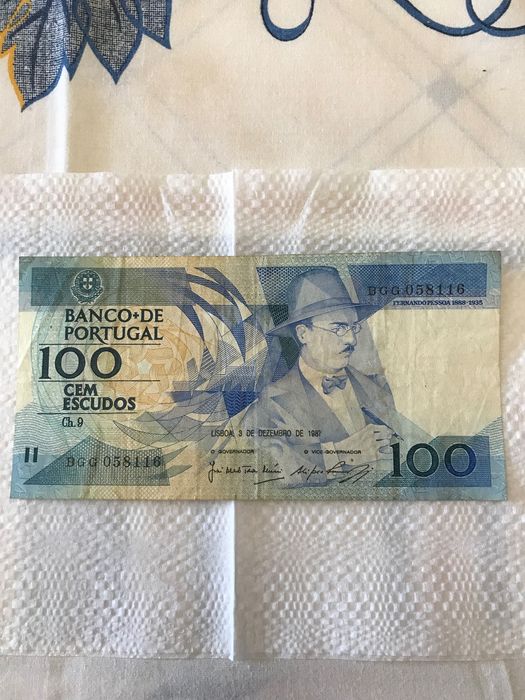 BANCO DE
PORTUGAL
100
CEM
ESCUDOS
Ch. 9
DGG 058116
DGG 058116
FERNANDO PESSOA 1888-1935
LISBOA, 3 DE DEZEMBRO DE 1987
O GOVERNADOR
O VICE-GOVERNADOR
100